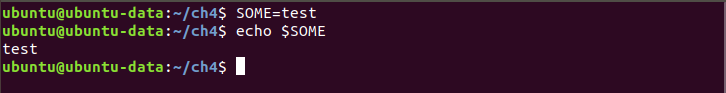 ubuntu@ubuntu-data:~/ch4$ SOME=test
ubuntu@ubuntu-data:~/ch4$ echo $SOME
test
ubuntu@ubuntu-data:~/ch4$